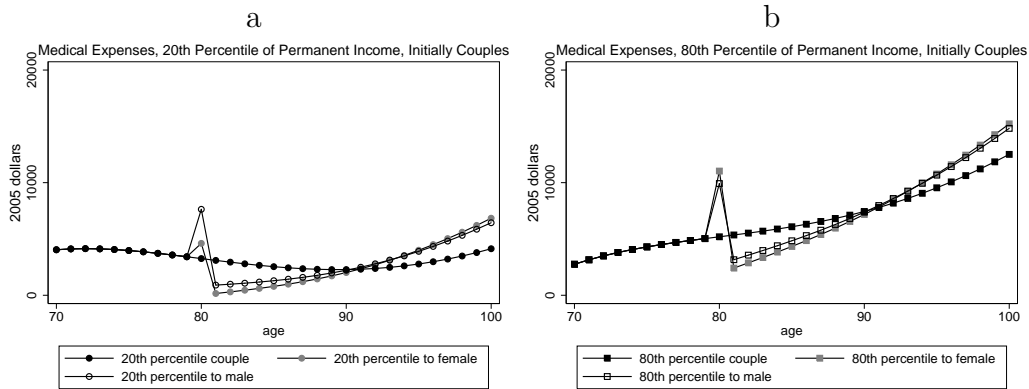 a
Medical Expenses, 20th Percentile of Permanent Income, Initially Couples
2005 dollars
20000
10000
0
70
80
90
100
age
20th percentile couple
20th percentile to female
20th percentile to male
b
Medical Expenses, 80th Percentile of Permanent Income, Initially Couples
2005 dollars
20000
10000
0
70
80
90
100
age
80th percentile couple
80th percentile to female
80th percentile to male